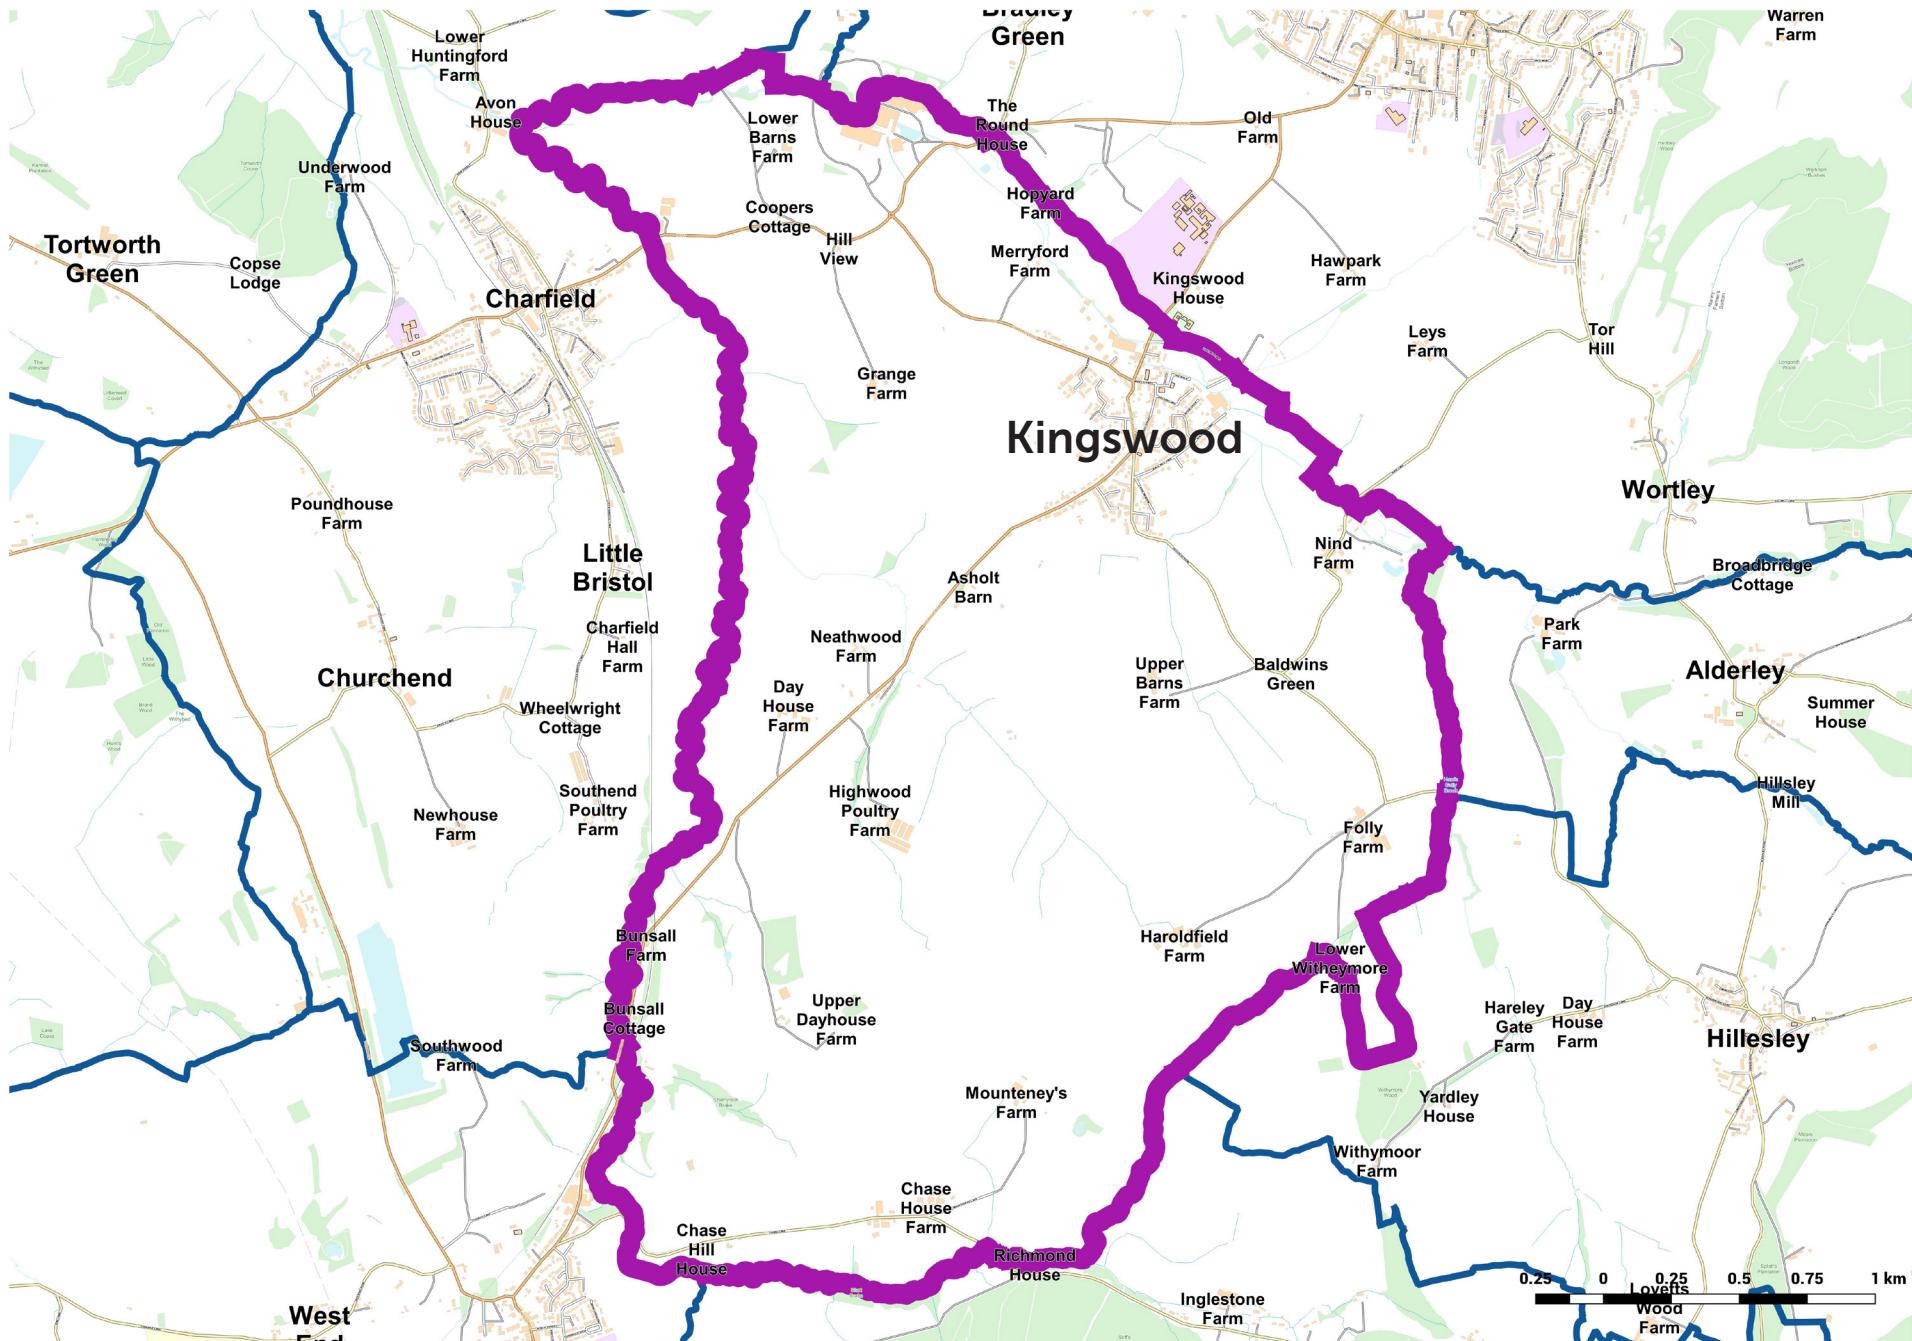 Bradley
Green
Warren
Farm
Lower
Huntingford
Farm
Avon
House
Lower
Barns
Farm
The
Round
House
Old
Farm
Underwood
Farm
Hopyard
Farm
Coopers
Cottage
Hill
View
Merryford
Farm
Tortworth
Green
Copse
Lodge
Kingswood
House
Hawpark
Farm
Charfield
Leys
Farm
Tor
Hill
Grange
Farm
Kingswood
Wortley
Poundhouse
Farm
Little
Bristol
Nind
Farm
Asholt
Barn
Broadbridge
Cottage
Charfield
Hall
Farm
Neathwood
Farm
Park
Farm
Churchend
Upper
Barns
Farm
Baldwins
Green
Alderley
Day
House
Farm
Wheelwright
Cottage
Summer
House
Southend
Poultry
Farm
Newhouse
Farm
Highwood
Poultry
Farm
Hillsley
Mill
Folly
Farm
Bunsall
Farm
Haroldfield
Farm
Lower
Witheymore
Farm
Bunsall
Cottage
Upper
Dayhouse
Farm
Hareley
Gate
Farm
Day
House
Farm
Hillesley
Southwood
Farm
Mounteney's
Farm
Yardley
House
Withymoor
Farm
Chase
House
Farm
Chase
Hill
House
Richmond
House
Inglestone
Farm
West
End
0.25 0 0.25 0.5 0.75 1 km
Lovetts
Wood
Farm